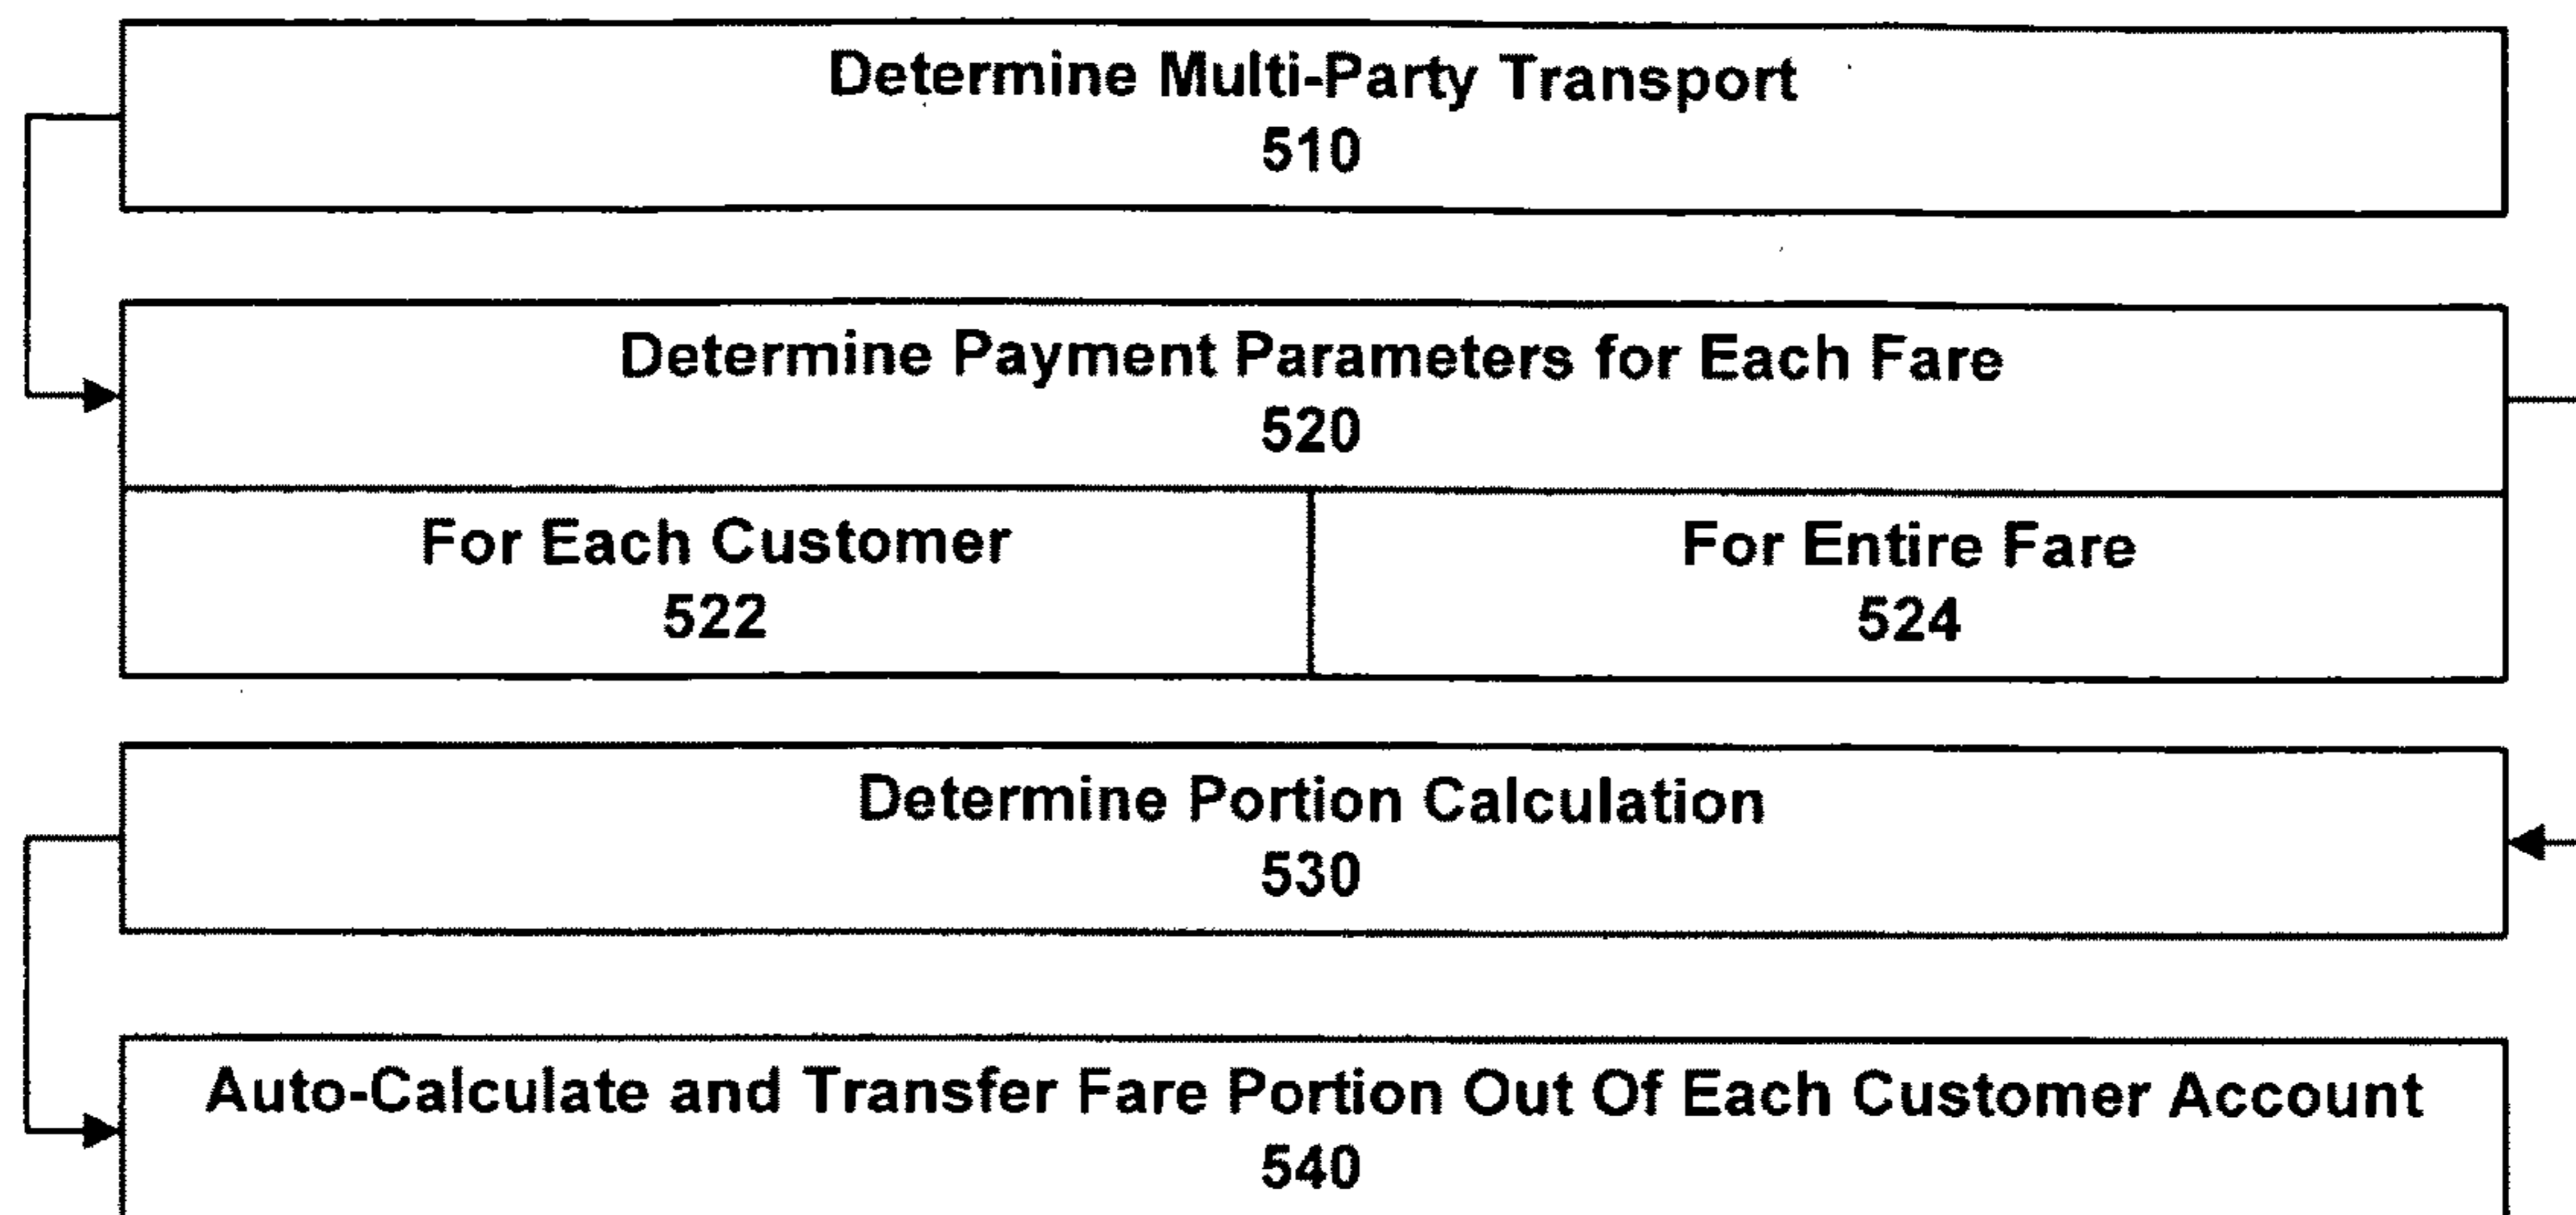 Determine Multi-Party Transport
510
Determine Payment Parameters for Each Fare
520
For Each Customer
522
For Entire Fare
524
Determine Portion Calculation
530
Auto-Calculate and Transfer Fare Portion Out Of Each Customer Account
540